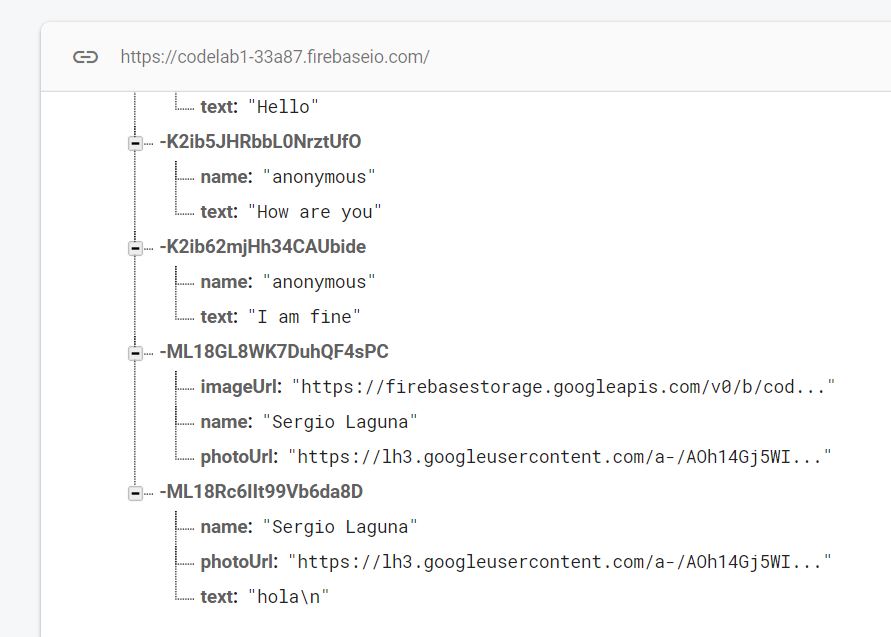 https://codelab1-33a87.firebaseio.com/
text: "Hello"
-K2ib5JHRbbL0NrztUfO
name: "anonymous"
text: "How are you"
-K2ib62mjHh34CAUbide
name: "anonymous"
text: "I am fine"
-ML18GL8WK7DuhQF4sPC
imageUrl: "https://firebasestorage.googleapis.com/v0/b/cod..."
name: "Sergio Laguna"
photoUrl: "https://lh3.googleusercontent.com/a-/AOh14Gj5WI..."
-ML18Rc6IIt99Vb6da8D
name: "Sergio Laguna"
photoUrl: "https://lh3.googleusercontent.com/a-/AOh14Gj5WI..."
text: "hola\n"